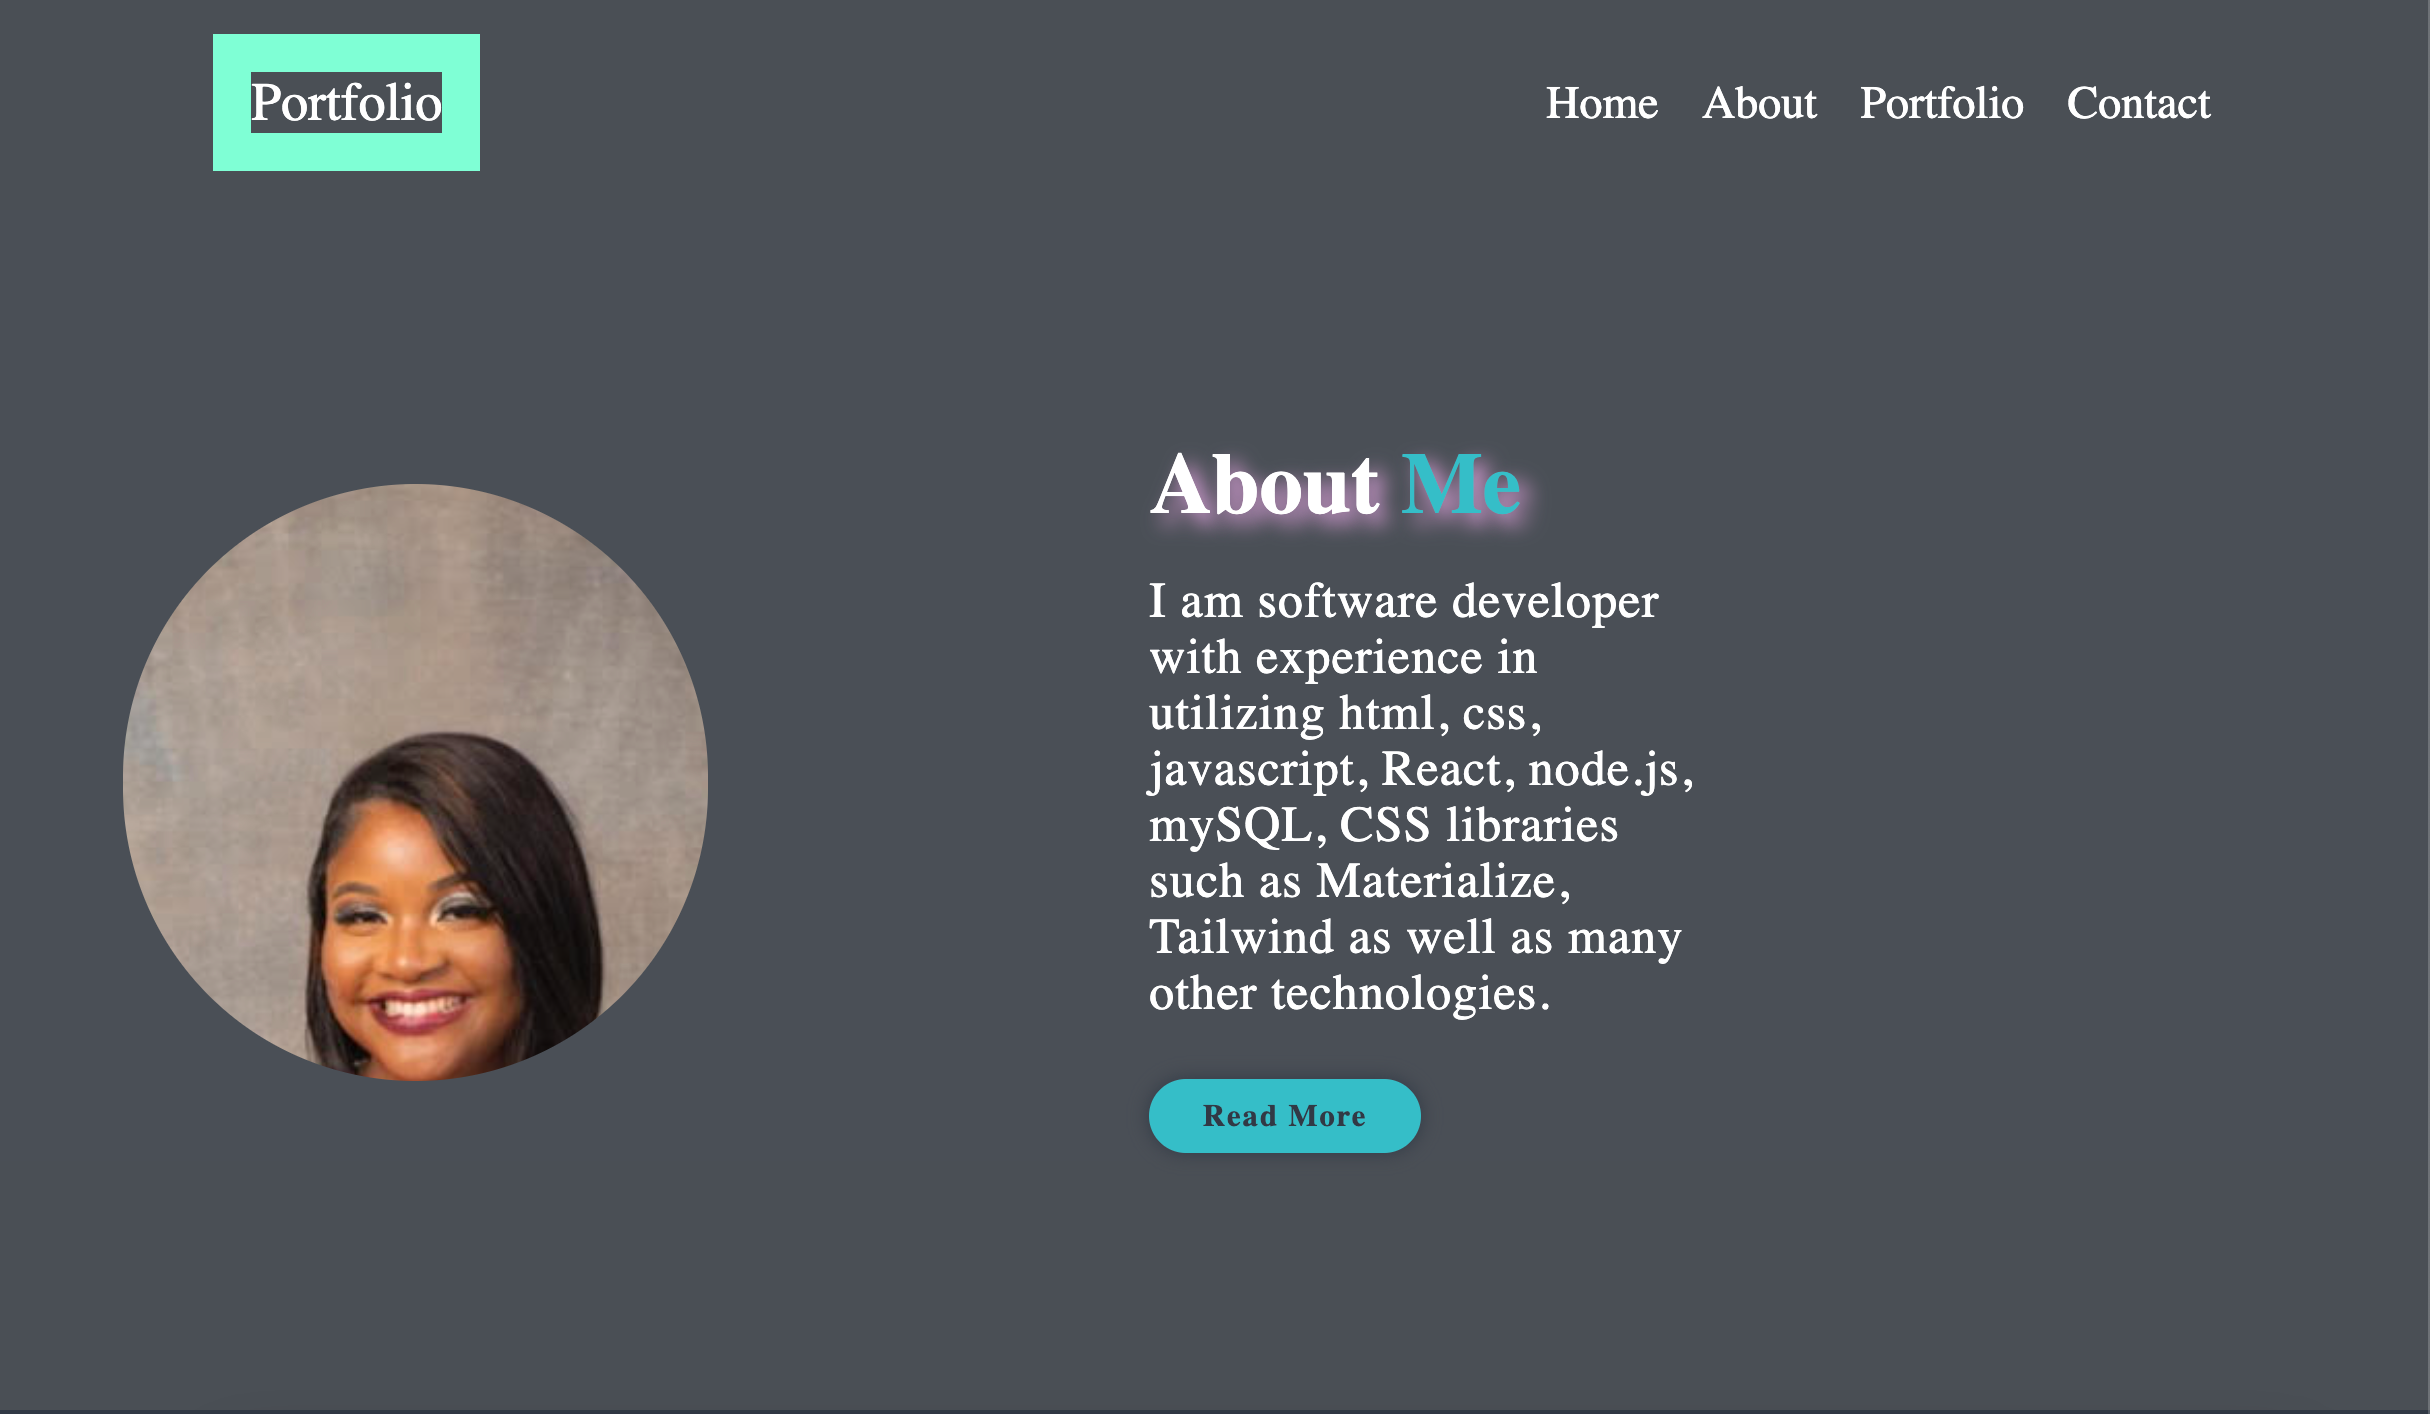 Portfolio
Home About Portfolio Contact
About Me
I am software developer
with experience in
utilizing html, css,
javascript, React, node.js,
mySQL, CSS libraries
such as Materialize,
Tailwind as well as many
other technologies.
Read More